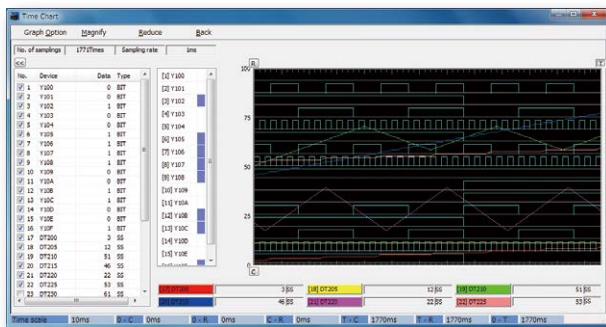 Time Chart
Graph Option Magnify Reduce Back
No. of samplings 1771Times Sampling rate 1ms
<<
No. Device Data Type
1 Y100 0 BIT
2 Y101 0 BIT
3 Y102 1 BIT
4 Y103 0 BIT
5 Y104 0 BIT
6 Y105 1 BIT
7 Y106 1 BIT
8 Y107 1 BIT
9 Y108 1 BIT
10 Y109 0 BIT
11 Y10A 0 BIT
12 Y10B 1 BIT
13 Y10C 1 BIT
14 Y10D 0 BIT
15 Y10E 0 BIT
16 Y10F 1 BIT
17 DT200 3 SS
18 DT205 12 SS
19 DT210 51 SS
20 DT215 46 SS
21 DT220 22 SS
22 DT225 53 SS
23 DT230 61 SS
[1] Y100
[2] Y101
[3] Y102
[4] Y103
[5] Y104
[6] Y105
[7] Y106
[8] Y107
[9] Y108
[10] Y109
[11] Y10A
[12] Y10B
[13] Y10C
[14] Y10D
[15] Y10E
R T
100
75
50
25
0
C
[17] DT200 3 SS [18] DT205 12 SS [19] DT210 51 SS
[20] DT215 46 SS [21] DT220 22 SS [22] DT225 53 SS
Time scale 10ms 0 - C 0ms 0 - R 0ms C - R 0ms T - C 1770ms T - R 1770ms 0 - T 1770ms